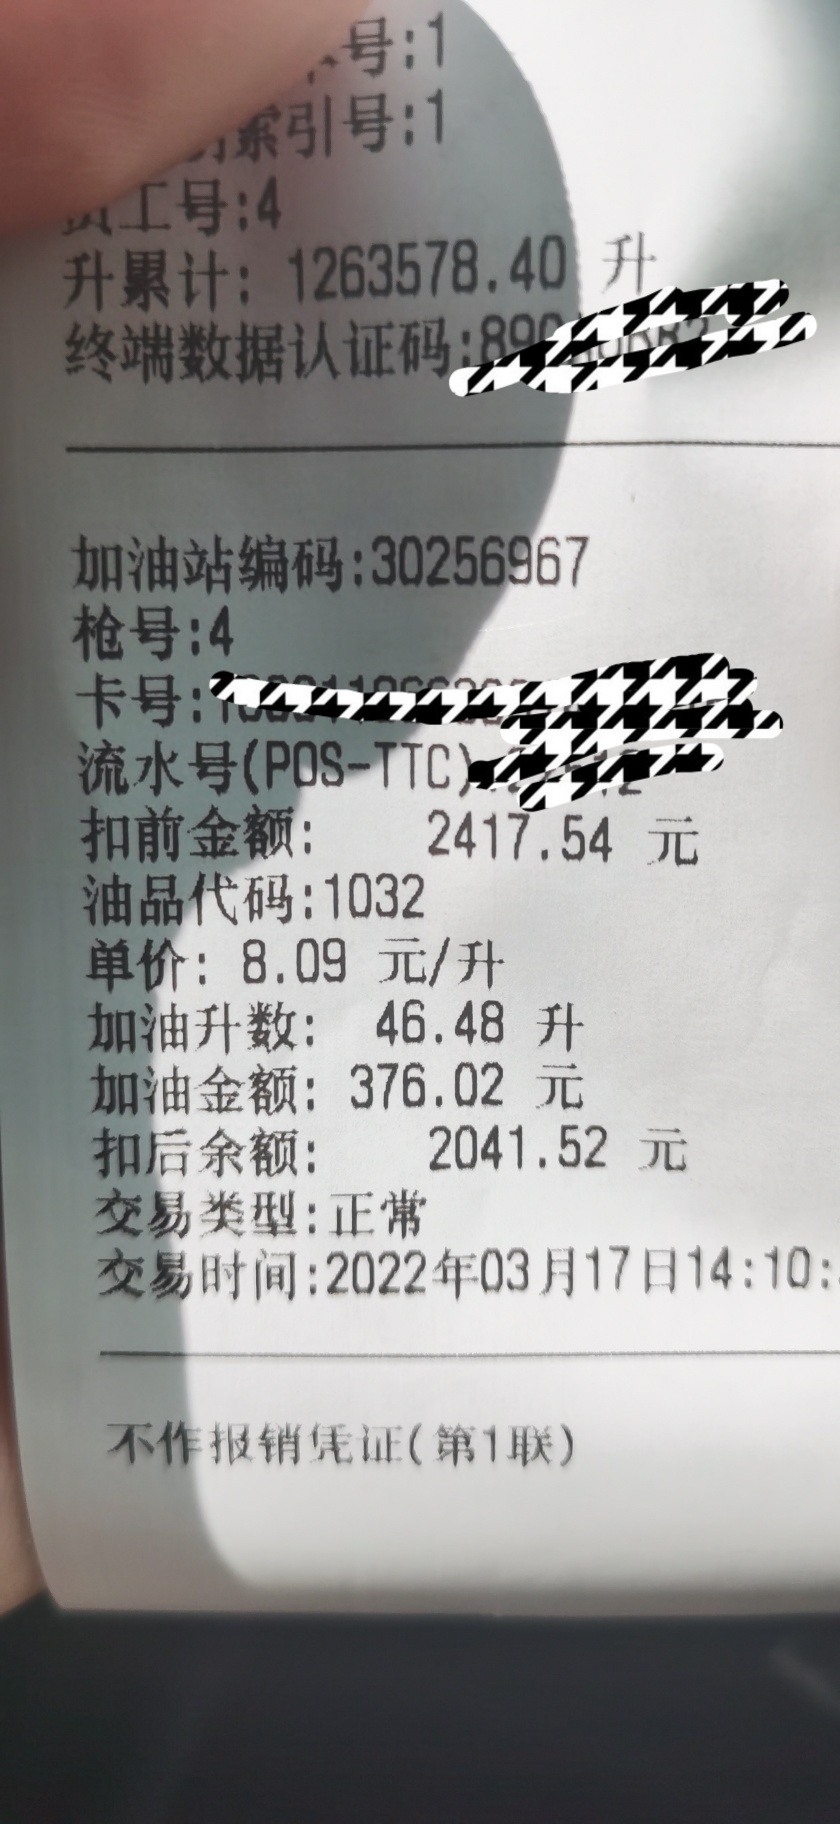 号:1
索引号:1
员工号:4
升累计: 1263578.40 升
终端数据认证码:890
加油站编码:30256967
枪号:4
卡号:
流水号(POS-TTC)
扣前金额: 2417.54 元
油品代码:1032
单价: 8.09 元/升
加油升数: 46.48 升
加油金额: 376.02 元
扣后余额: 2041.52 元
交易类型:正常
交易时间:2022年03月17日14:10:
不作报销凭证(第1联)